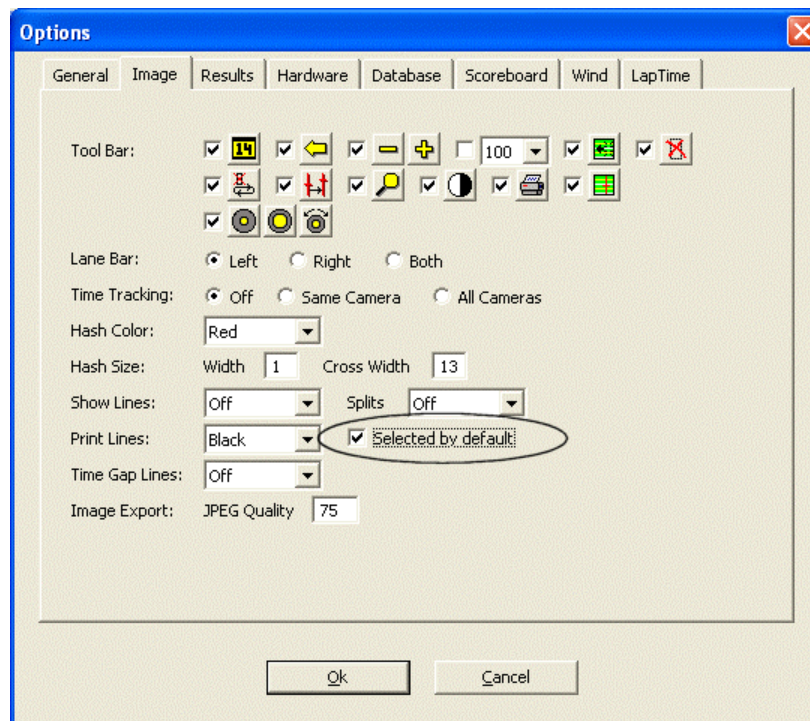 Options
General Image Results Hardware Database Scoreboard Wind LapTime
Tool Bar: 14 100
Lane Bar: Left Right Both
Time Tracking: Off Same Camera All Cameras
Hash Color: Red
Hash Size: Width 1 Cross Width 13
Show Lines: Off Splits Off
Print Lines: Black Selected by default
Time Gap Lines: Off
Image Export: JPEG Quality 75
Ok Cancel